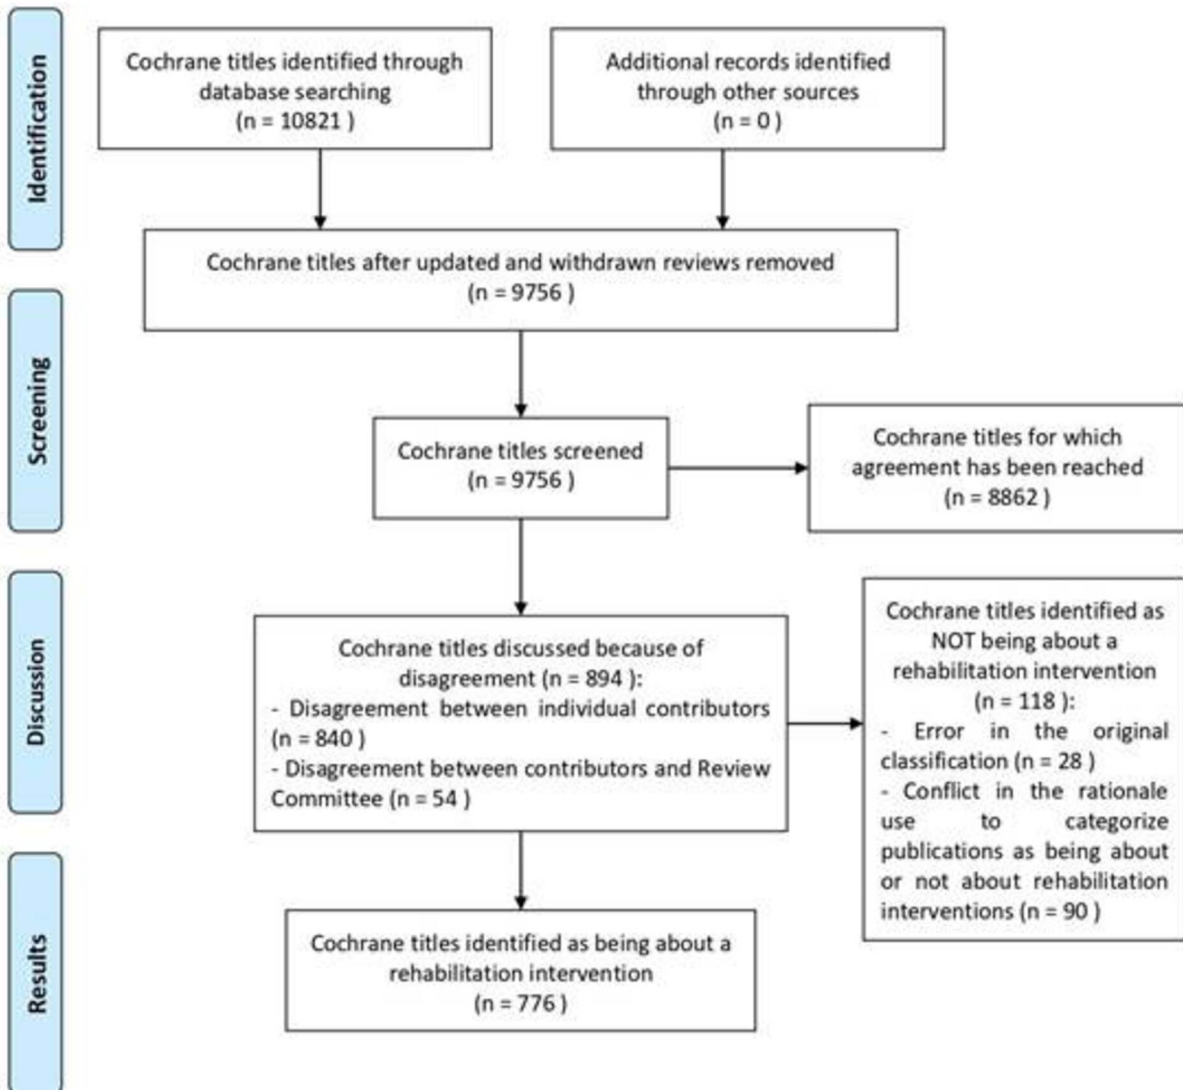 Identification
Cochrane titles identified through
database searching
(n = 10821 )
Additional records identified
through other sources
(n = 0 )
Cochrane titles after updated and withdrawn reviews removed
(n = 9756 )
Screening
Cochrane titles screened
(n = 9756 )
Cochrane titles for which
agreement has been reached
(n = 8862 )
Discussion
Cochrane titles discussed because of
disagreement (n = 894 ):
- Disagreement between individual contributors
(n = 840 )
- Disagreement between contributors and Review
Committee (n = 54 )
Cochrane titles identified as
NOT being about a
rehabilitation intervention
(n = 118 ):
- Error in the original
classification (n = 28 )
- Conflict in the rationale
use to categorize
publications as being about
or not about rehabilitation
interventions (n = 90 )
Results
Cochrane titles identified as being about a
rehabilitation intervention
(n = 776 )